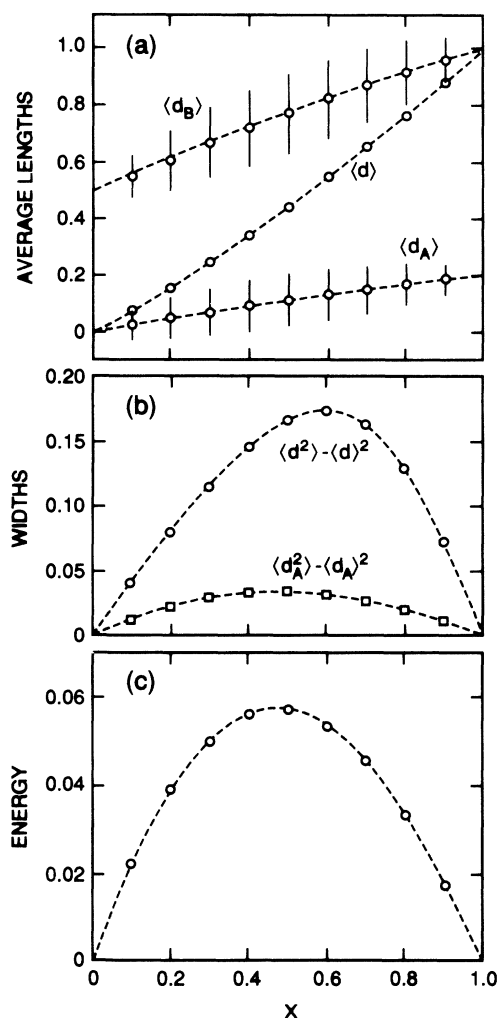 (a)
AVERAGE LENGTHS
1.0
0.8
0.6
0.4
0.2
0
⟨d_B⟩
⟨d⟩
⟨d_A⟩
(b)
WIDTHS
0.20
0.15
0.10
0.05
0
⟨d²⟩-⟨d⟩²
⟨d_A²⟩-⟨d_A⟩²
(c)
ENERGY
0.06
0.04
0.02
0
0 0.2 0.4 0.6 0.8 1.0
X